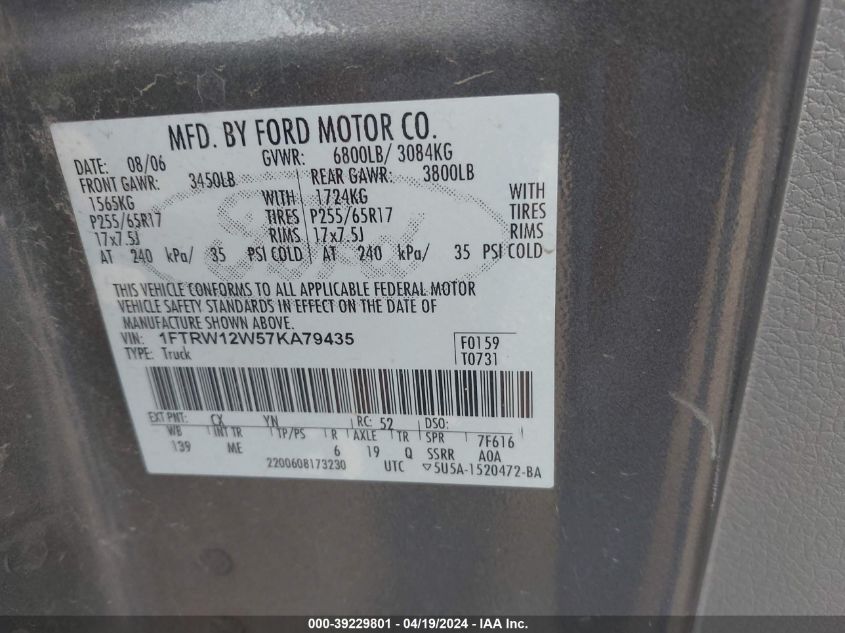 MFD. BY FORD MOTOR CO.
DATE: 08/06 GVWR: 6800LB/ 3084KG
FRONT GAWR: 3450LB REAR GAWR: 3800LB
1565KG WITH 1724KG WITH
P255/65R17 TIRES P255/65R17 TIRES
17x7.5J RIMS 17x7.5J RIMS
AT 240 kPa/ 35 PSI COLD AT 240 kPa/ 35 PSI COLD
THIS VEHICLE CONFORMS TO ALL APPLICABLE FEDERAL MOTOR
VEHICLE SAFETY STANDARDS IN EFFECT ON THE DATE OF
MANUFACTURE SHOWN ABOVE.
VIN: 1FTRW12W57KA79435 F0159
TYPE: Truck T0731
EXT PNT: CX YN RC: 52 DSO:
WB INT TR TP/PS R AXLE TR SPR 7F616
139 ME 6 19 Q SSRR AOA
2200608173230 UTC ▽5U5A-1520472-BA
000-39229801 - 04/19/2024 - IAA